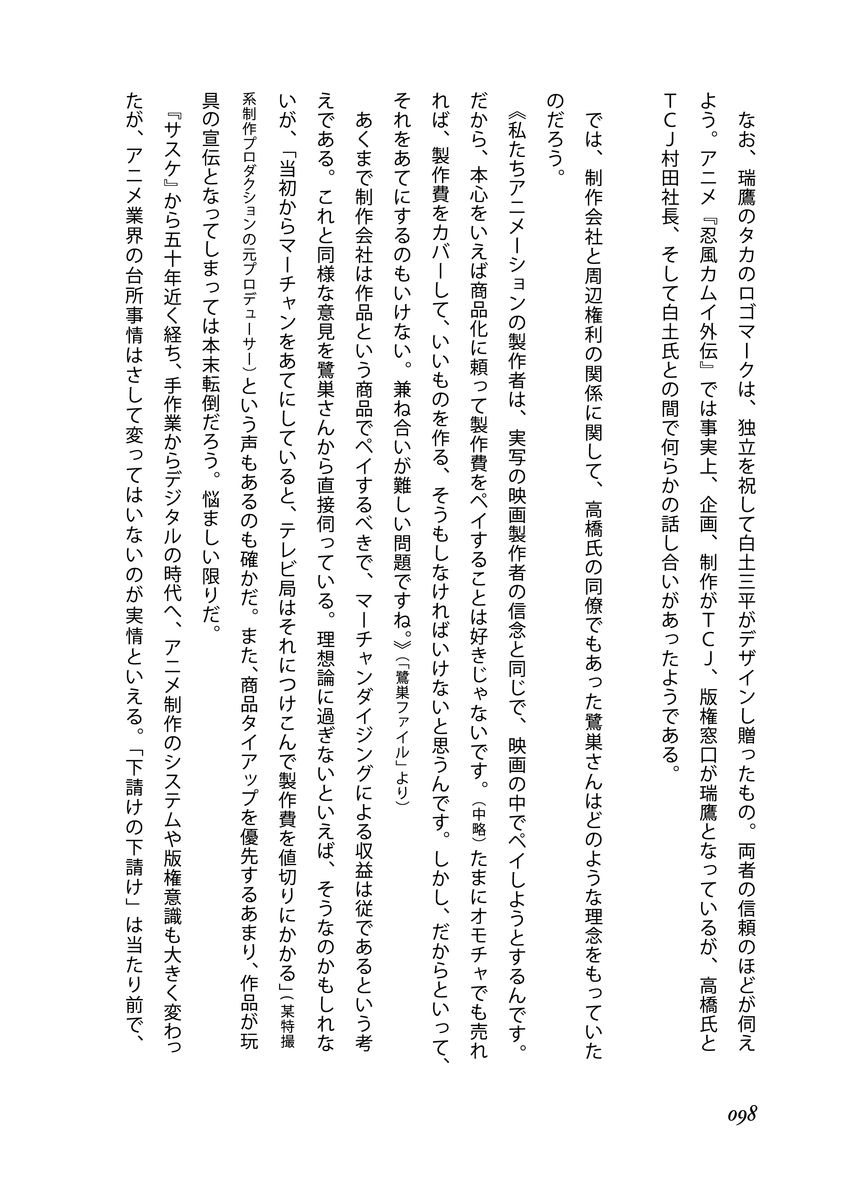 なお、瑞鷹のタカのロゴマークは、独立を祝して白土三平がデザインし贈ったもの。両者の信頼のほどが伺え
よう。アニメ『忍風カムイ外伝』では事実上、企画、制作がＴＣＪ、版権窓口が瑞鷹となっているが、高橋氏と
ＴＣＪ村田社長、そして白土氏との間で何らかの話し合いがあったようである。
では、制作会社と周辺権利の関係に関して、高橋氏の同僚でもあった鷺巣さんはどのような理念をもっていた
のだろう。
《私たちアニメーションの製作者は、実写の映画製作者の信念と同じで、映画の中でペイしようとするんです。
だから、本心をいえば商品化に頼って製作費をペイすることは好きじゃないです。（中略）たまにオモチャでも売れ
れば、製作費をカバーして、いいものを作る、そうもしなければいけないと思うんです。しかし、だからといって、
それをあてにするのもいけない。兼ね合いが難しい問題ですね。》（「鷺巣ファイル」より）
あくまで制作会社は作品という商品でペイするべきで、マーチャンダイジングによる収益は従であるという考
えである。これと同様な意見を鷺巣さんから直接伺っている。理想論に過ぎないといえば、そうなのかもしれな
いが、「当初からマーチャンをあてにしていると、テレビ局はそれにつけこんで製作費を値切りにかかる」（某特撮
系制作プロダクションの元プロデューサー）という声もあるのも確かだ。また、商品タイアップを優先するあまり、作品が玩
具の宣伝となってしまっては本末転倒だろう。悩ましい限りだ。
『サスケ』から五十年近く経ち、手作業からデジタルの時代へ、アニメ制作のシステムや版権意識も大きく変わっ
たが、アニメ業界の台所事情はさして変ってはいないのが実情といえる。「下請けの下請け」は当たり前で、
098